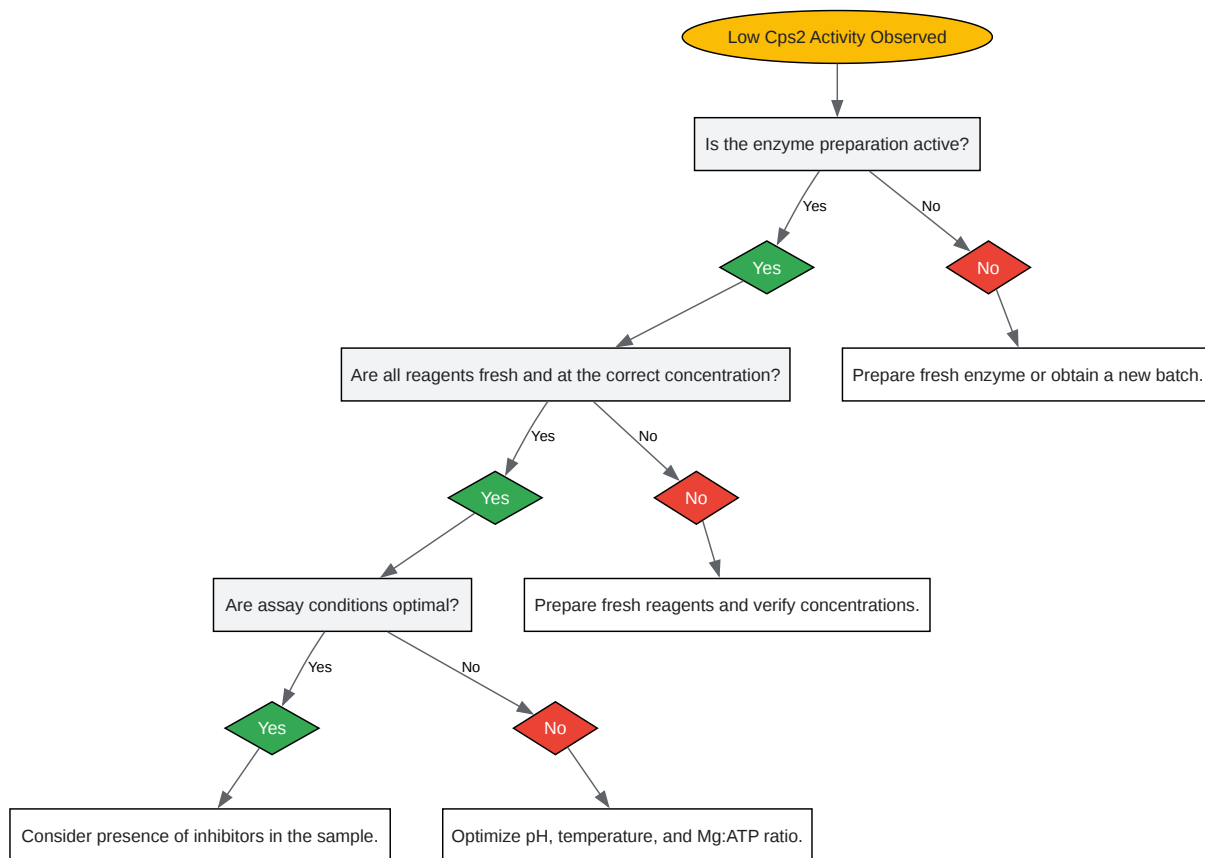 Low Cps2 Activity Observed
Is the enzyme preparation active?
Yes
No
Yes
No
Are all reagents fresh and at the correct concentration?
Prepare fresh enzyme or obtain a new batch.
Yes
No
Yes
No
Are assay conditions optimal?
Prepare fresh reagents and verify concentrations.
Yes
No
Yes
No
Consider presence of inhibitors in the sample.
Optimize pH, temperature, and Mg:ATP ratio.